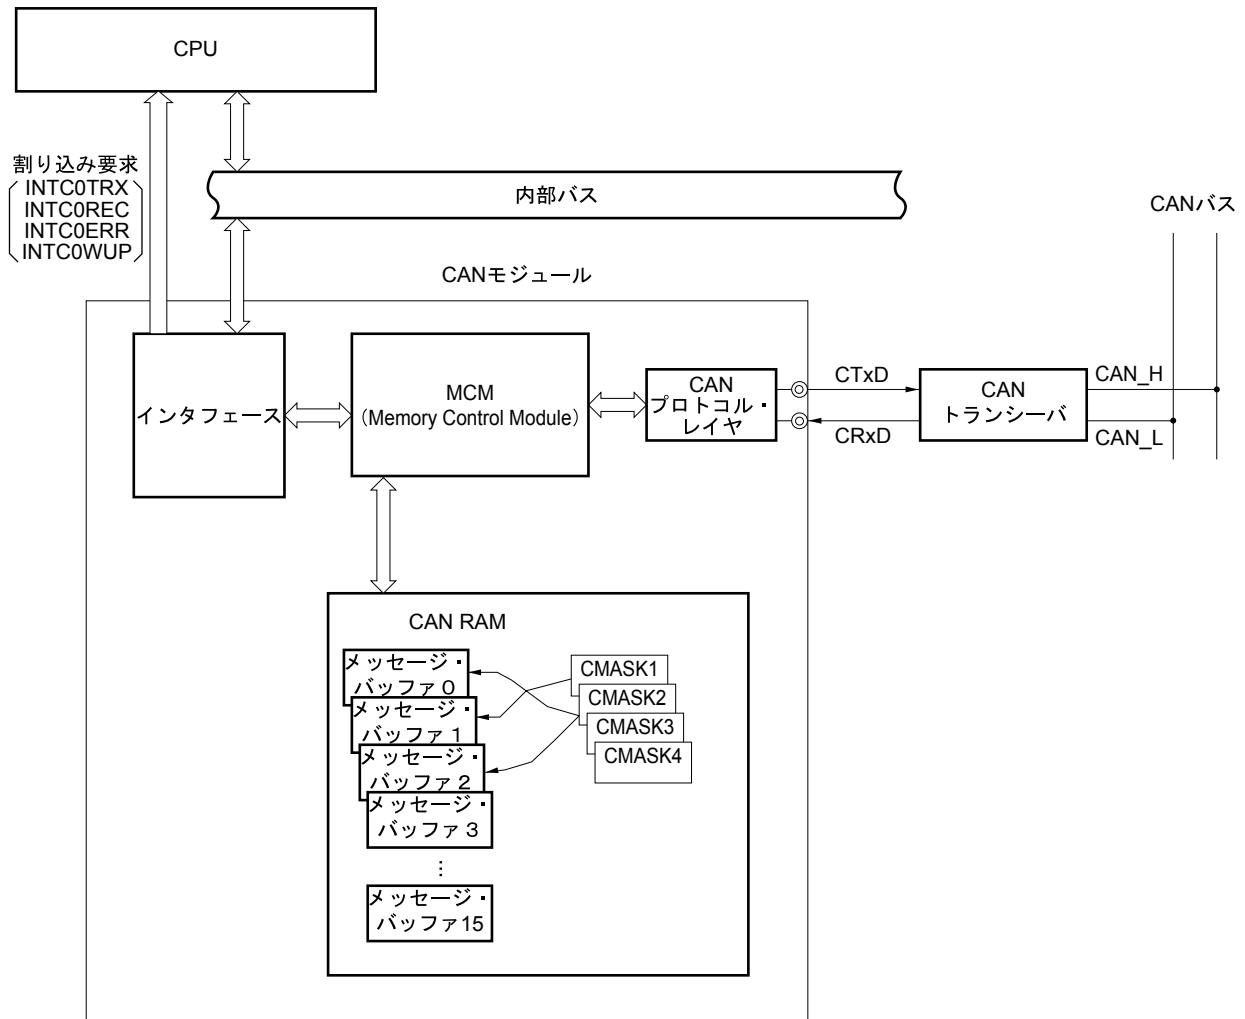 CPU
割り込み要求
INTC0TRX
INTC0REC
INTC0ERR
INTC0WUP
内部バス
CANバス
CANモジュール
インタフェース
MCM
(Memory Control Module)
CAN
プロトコル・
レイヤ
CTxD
CRxD
CAN
トランシーバ
CAN_H
CAN_L
CAN RAM
メッセージ・
バッファ0
メッセージ・
バッファ1
メッセージ・
バッファ2
メッセージ・
バッファ3
⋮
メッセージ・
バッファ15
CMASK1
CMASK2
CMASK3
CMASK4